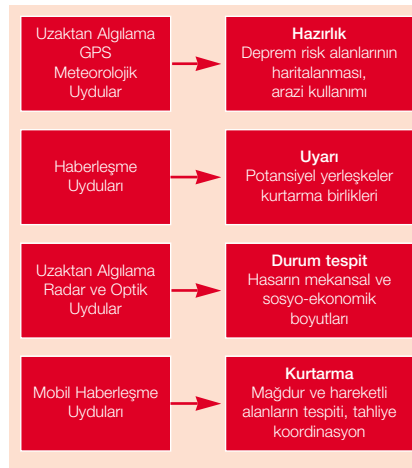 Uzaktan Algılama
GPS
Meteorolojik
Uydular
Hazırlık
Deprem risk alanlarının
haritalanması,
arazi kullanımı
Haberleşme
Uyduları
Uyarı
Potansiyel yerleşkeler
kurtarma birlikleri
Uzaktan Algılama
Radar ve Optik
Uydular
Durum tespit
Hasarın mekansal ve
sosyo-ekonomik
boyutları
Mobil Haberleşme
Uyduları
Kurtarma
Mağdur ve hareketli
alanların tespiti, tahliye
koordinasyon